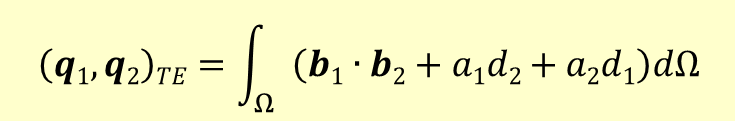 (𝒒₁, 𝒒₂)_TE = ∫_Ω (𝒃₁ · 𝒃₂ + a₁d₂ + a₂d₁)dΩ